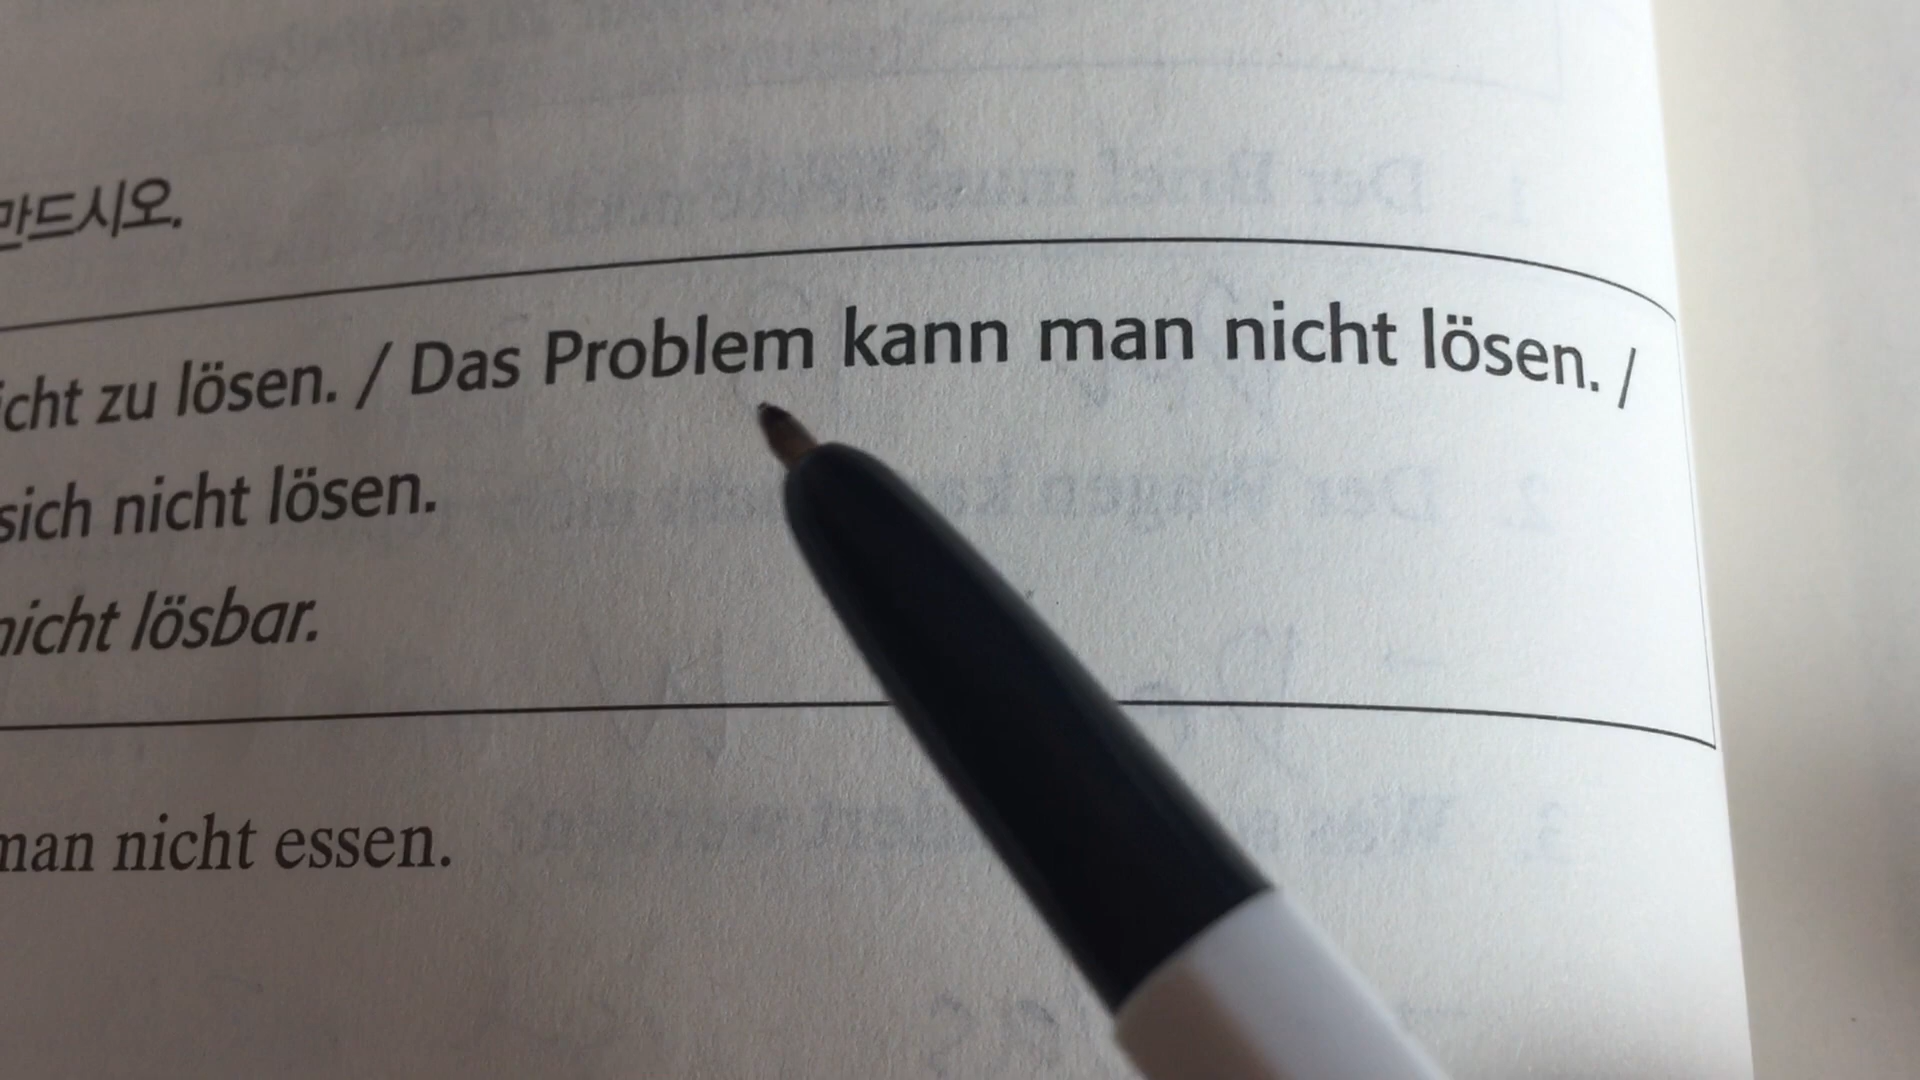 만드시오.
icht zu lösen. / Das Problem kann man nicht lösen. /
sich nicht lösen.
nicht lösbar.
man nicht essen.